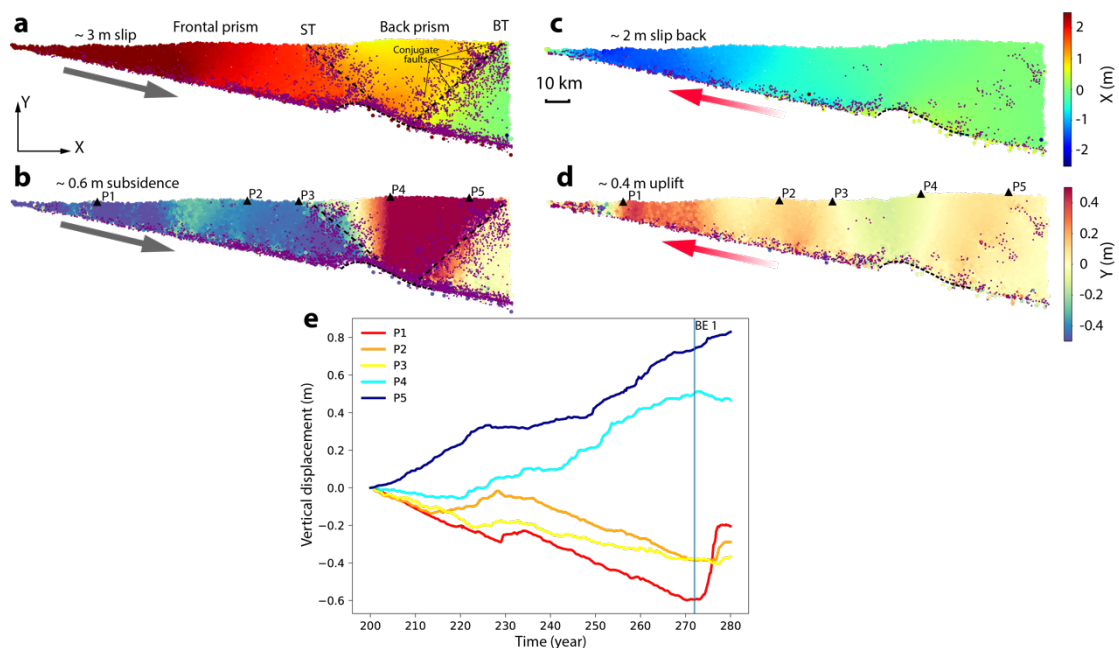 a
Frontal prism
ST
Back prism
BT
~ 3 m slip
Conjugate
faults
Y
X
c
~ 2 m slip back
10 km
2
1
0
-1
-2
X (m)
b
~ 0.6 m subsidence
P1
P2
P3
P4
P5
d
~ 0.4 m uplift
P1
P2
P3
P4
P5
0.4
0.2
0
-0.2
-0.4
Y (m)
e
P1
P2
P3
P4
P5
BE 1
0.8
0.6
0.4
0.2
0.0
−0.2
−0.4
−0.6
Vertical displacement (m)
200 210 220 230 240 250 260 270 280
Time (year)